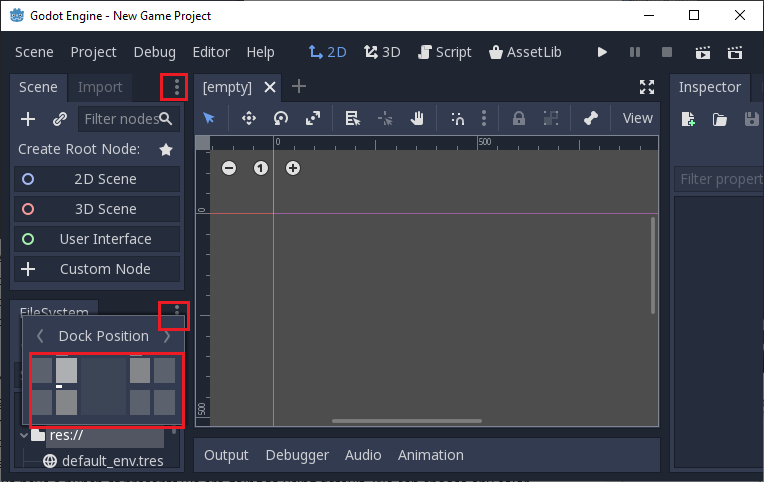 Godot Engine - New Game Project
Scene Project Debug Editor Help 2D 3D Script AssetLib
Scene Import [empty] Inspector
Filter nodes View
Create Root Node:
2D Scene
3D Scene
User Interface
Custom Node
0
500
1
0
500
Filter propert
FileSystem
Dock Position
res://
default_env.tres
Output Debugger Audio Animation